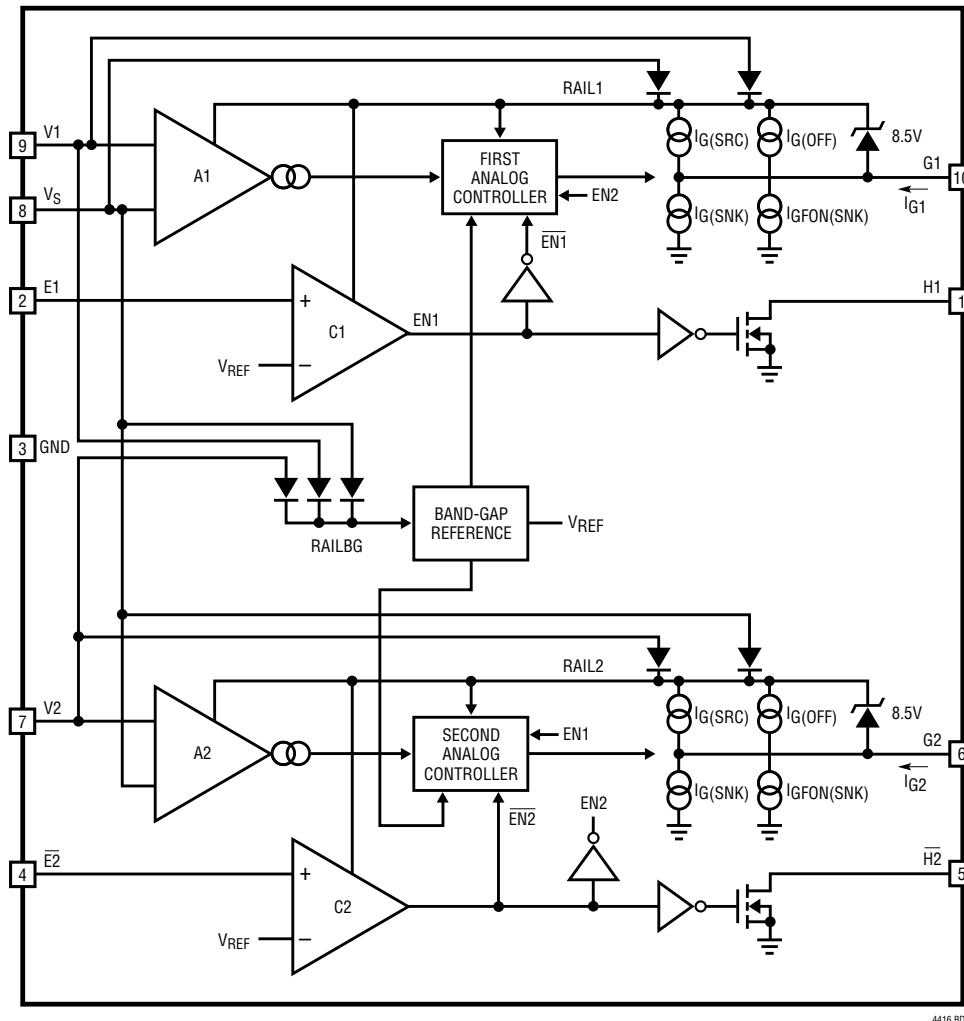 RAIL1
9 V1
A1
FIRST
ANALOG
CONTROLLER
IG(SRC)
IG(OFF)
8.5V
G1
10
IG1
8 VS
EN2
EN1
IG(SNK)
IGFON(SNK)
2 E1
+
C1
EN1
VREF
−
H1
1
3 GND
RAILBG
BAND-GAP
REFERENCE
VREF
RAIL2
7 V2
A2
SECOND
ANALOG
CONTROLLER
EN1
IG(SRC)
IG(OFF)
8.5V
G2
6
IG2
EN2
EN2
IG(SNK)
IGFON(SNK)
4 E2
+
C2
VREF
−
H2
5
4416 BD